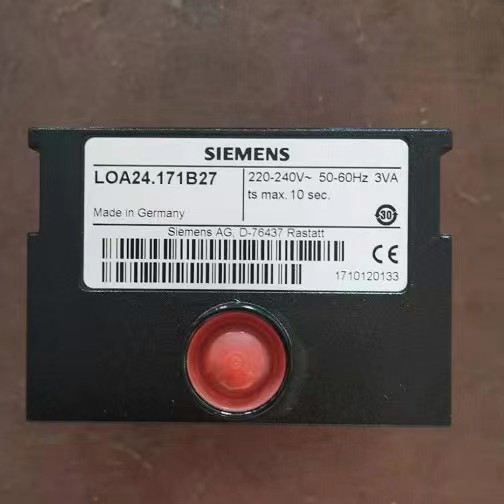 SIEMENS
LOA24.171B27
220-240V~ 50-60Hz 3VA
ts max. 10 sec.
Made in Germany
30
Siemens AG, D-76437 Rastatt
CE
1710120133